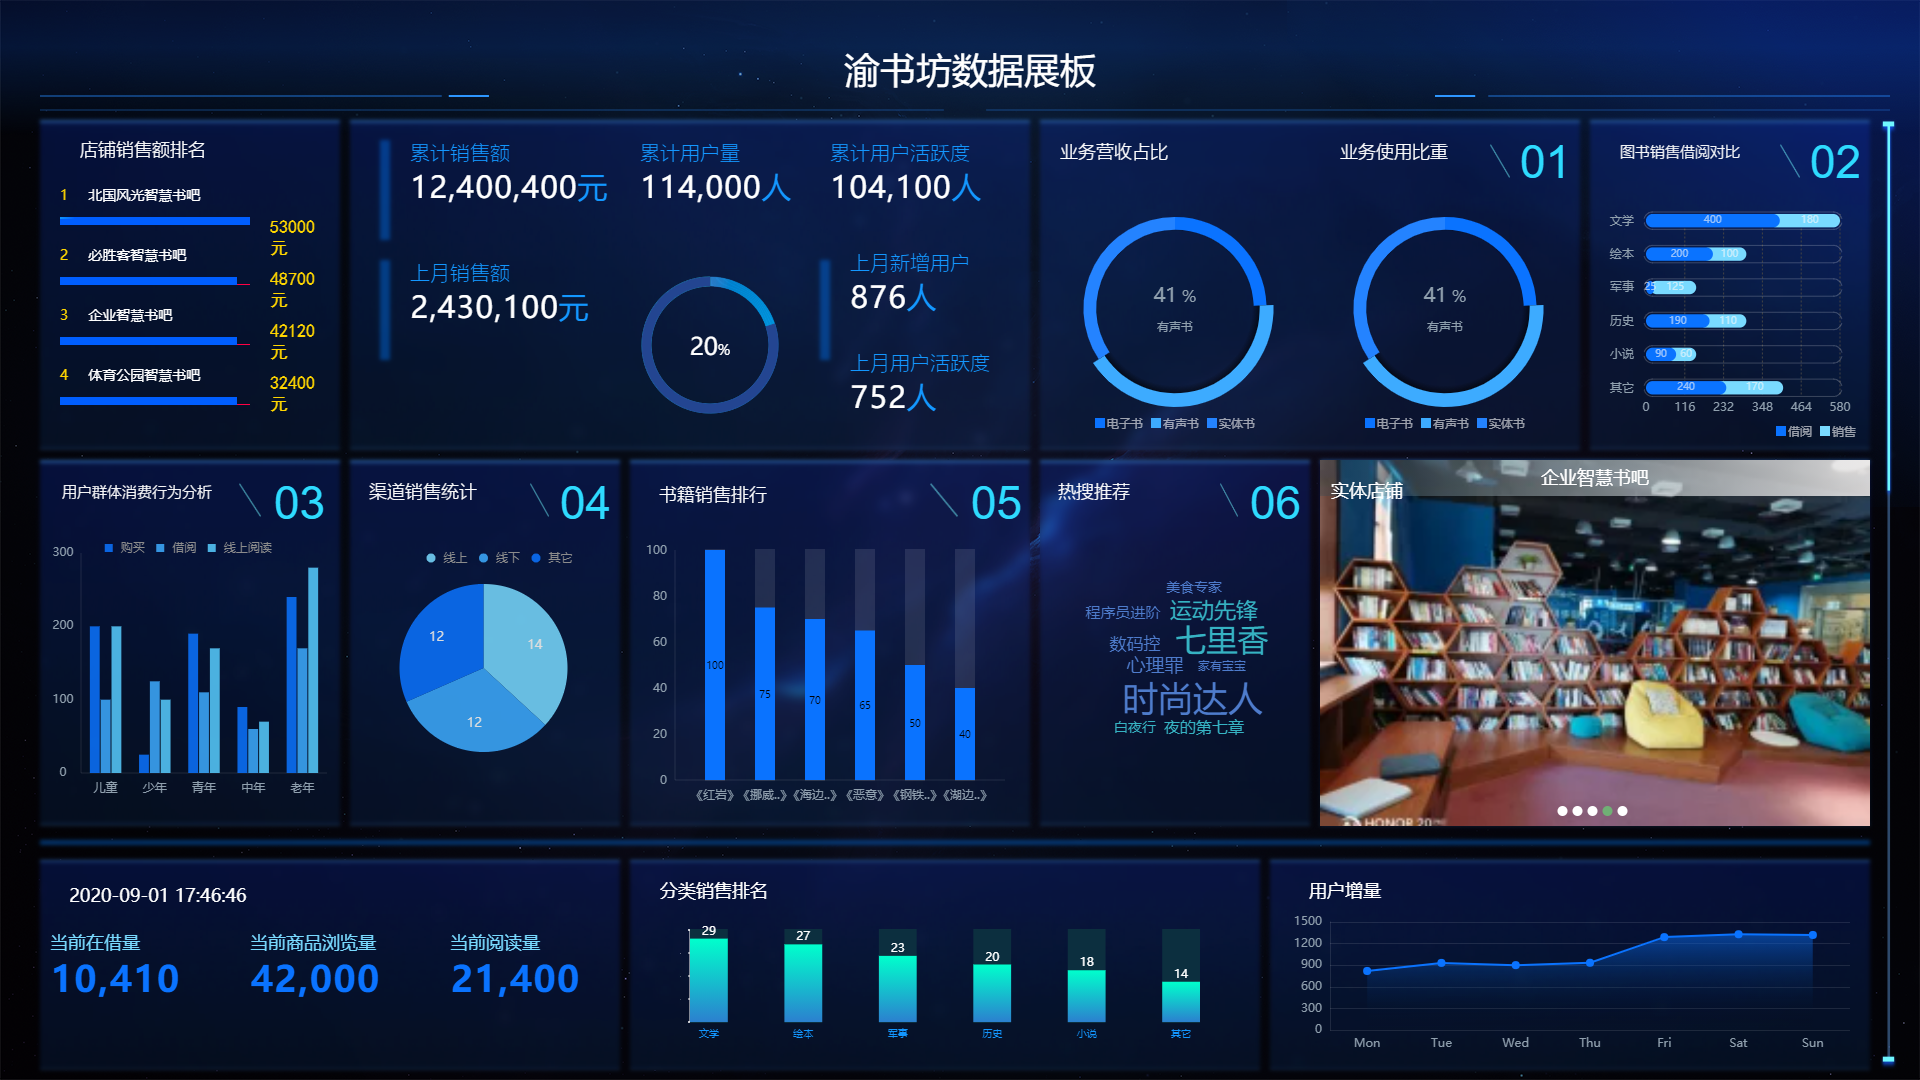 渝书坊数据展板
店铺销售额排名
1 北国风光智慧书吧
53000元
2 必胜客智慧书吧
48700元
3 企业智慧书吧
42120元
4 体育公园智慧书吧
32400元
累计销售额
12,400,400元
累计用户量
114,000人
累计用户活跃度
104,100人
上月销售额
2,430,100元
20%
上月新增用户
876人
上月用户活跃度
752人
业务营收占比
41 %
有声书
电子书 有声书 实体书
业务使用比重
01
41 %
有声书
电子书 有声书 实体书
图书销售借阅对比
02
文学 400 180
绘本 200 100
军事 25 125
历史 190 110
小说 90 60
其它 240 170
0 116 232 348 464 580
借阅 销售
用户群体消费行为分析
03
购买 借阅 线上阅读
300
200
100
0
儿童 少年 青年 中年 老年
渠道销售统计
04
线上 线下 其它
12
14
12
书籍销售排行
05
100
80
60
40
20
0
100 75 70 65 50 40
《红岩》 《挪威..》 《海边..》 《恶意》 《钢铁..》 《湖边..》
热搜推荐
06
美食专家
程序员进阶 运动先锋
数码控 七里香
心理罪 家有宝宝
时尚达人
白夜行 夜的第七章
实体店铺
企业智慧书吧
HONOR 20
2020-09-01 17:46:46
当前在借量
10,410
当前商品浏览量
42,000
当前阅读量
21,400
分类销售排名
29 27 23 20 18 14
文学 绘本 军事 历史 小说 其它
用户增量
1500
1200
900
600
300
0
Mon Tue Wed Thu Fri Sat Sun